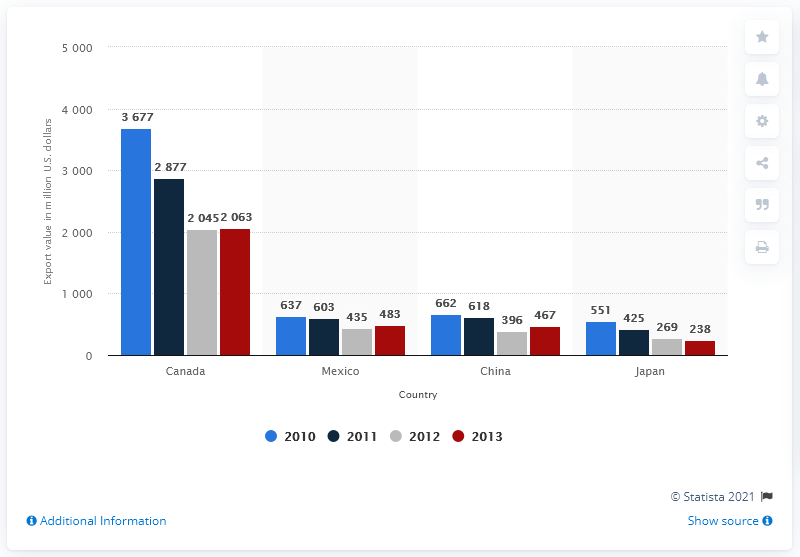 5 000
4 000
3 000
2 000
1 000
0
Export value in million U.S. dollars
3 677
2 877
2 045
2 063
637
603
435
483
662
618
396
467
551
425
269
238
Canada
Mexico
China
Japan
Country
2010
2011
2012
2013
© Statista 2021
Additional Information
Show source